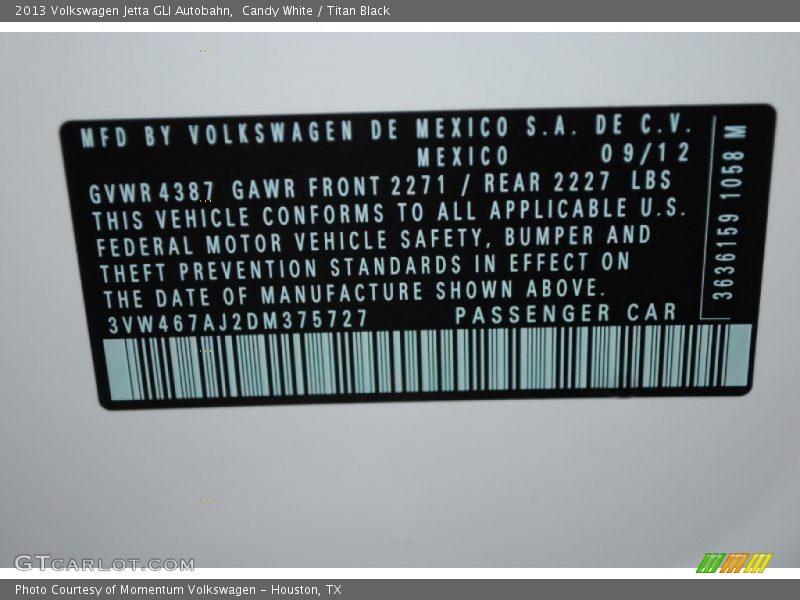 2013 Volkswagen Jetta GLI Autobahn,  Candy White / Titan Black
MFD BY VOLKSWAGEN DE MEXICO S.A. DE C.V.
MEXICO 09/12
GVWR 4387 GAWR FRONT 2271 / REAR 2227 LBS
THIS VEHICLE CONFORMS TO ALL APPLICABLE U.S.
FEDERAL MOTOR VEHICLE SAFETY, BUMPER AND
THEFT PREVENTION STANDARDS IN EFFECT ON
THE DATE OF MANUFACTURE SHOWN ABOVE.
3VW467AJ2DM375727 PASSENGER CAR
3636159 1058 M
GTCARLOT.COM
Photo Courtesy of Momentum Volkswagen - Houston, TX